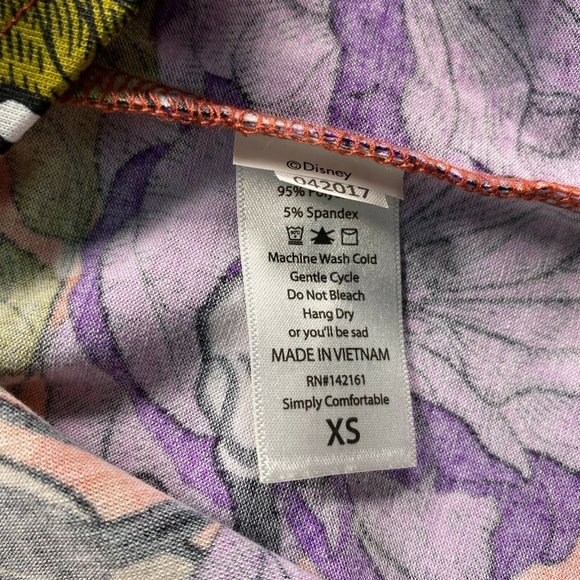 ©Disney
042017
95% Poly
5% Spandex
Machine Wash Cold
Gentle Cycle
Do Not Bleach
Hang Dry
or you'll be sad
MADE IN VIETNAM
RN#142161
Simply Comfortable
XS